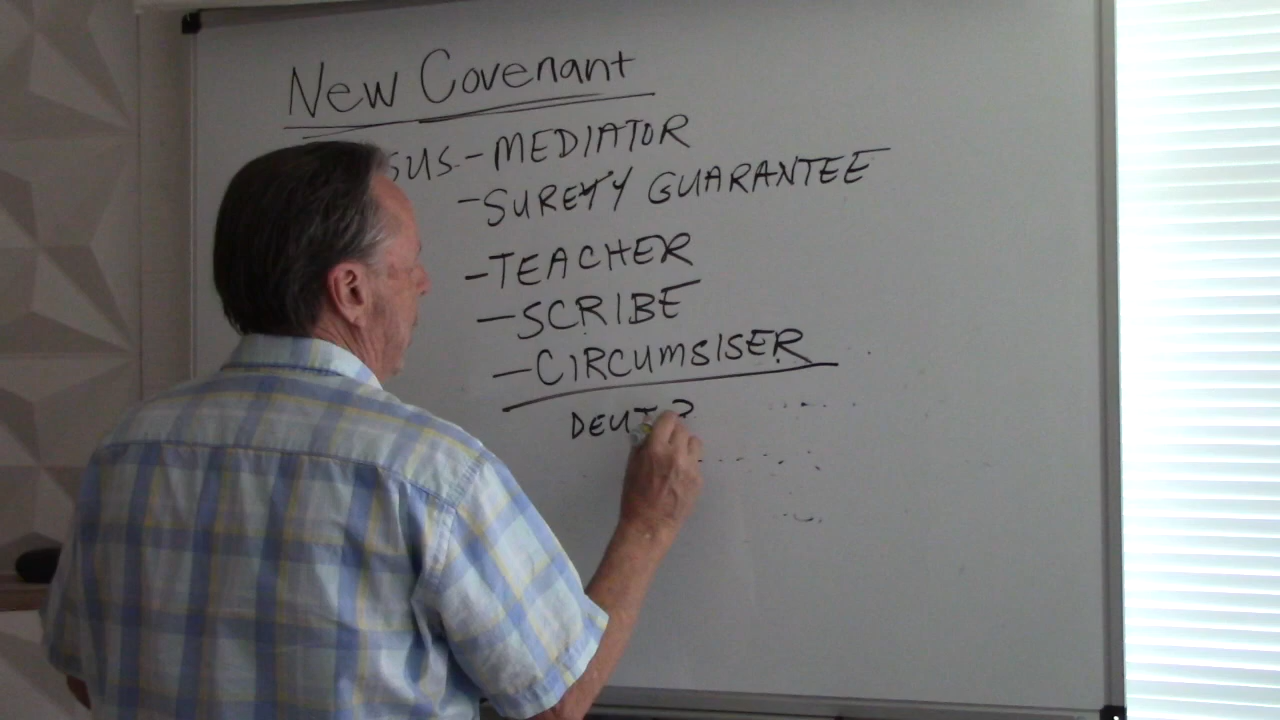 New Covenant
SUS - MEDIATOR
- SURETY GUARANTEE
- TEACHER
- SCRIBE
- CIRCUMSISER
DEUT